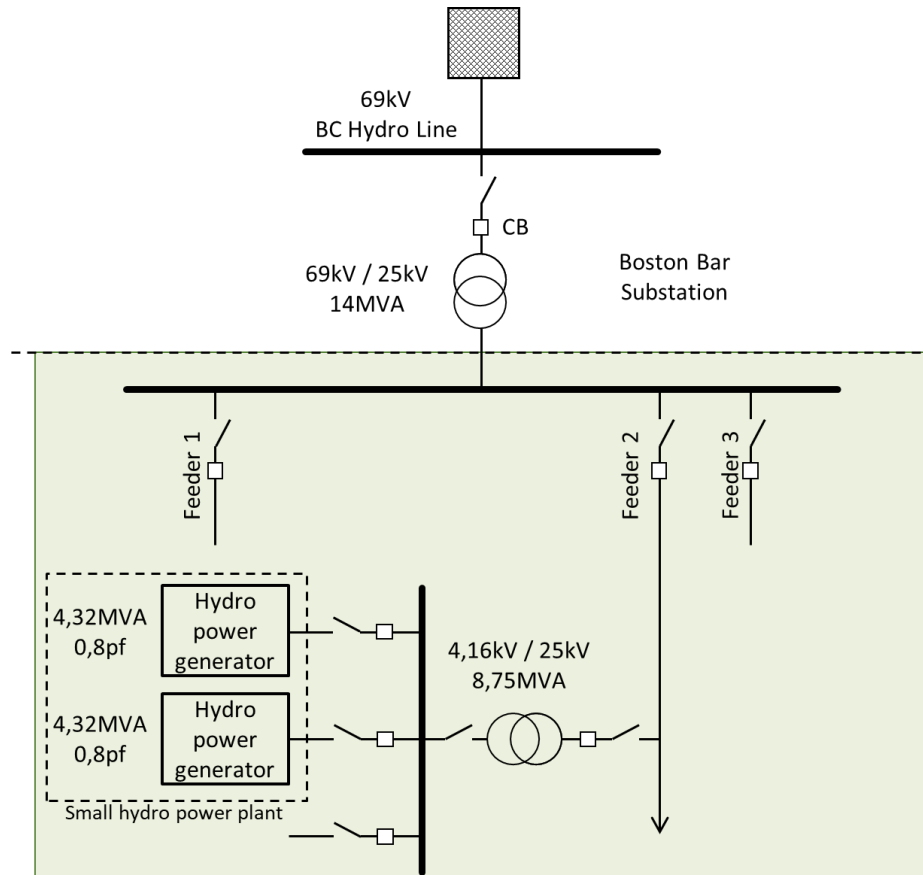 69kV
BC Hydro Line
CB
69kV / 25kV
14MVA
Boston Bar
Substation
Feeder 1
Feeder 2
Feeder 3
4,32MVA
0,8pf
Hydro
power
generator
4,16kV / 25kV
8,75MVA
4,32MVA
0,8pf
Hydro
power
generator
Small hydro power plant